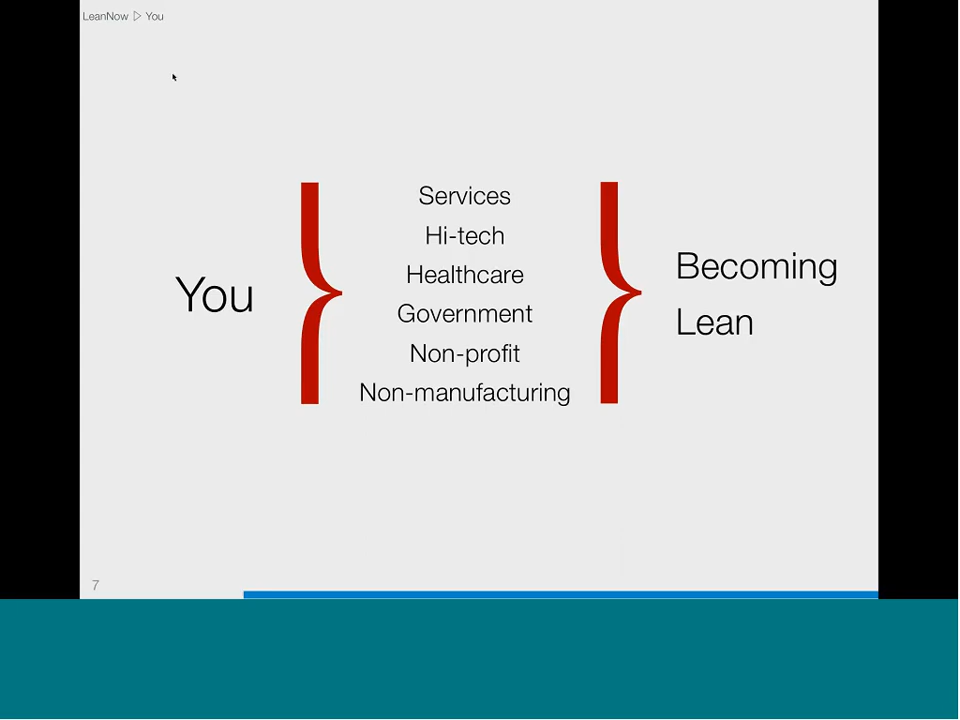 LeanNow ▷ You
You
Services
Hi-tech
Healthcare
Government
Non-profit
Non-manufacturing
Becoming
Lean
7